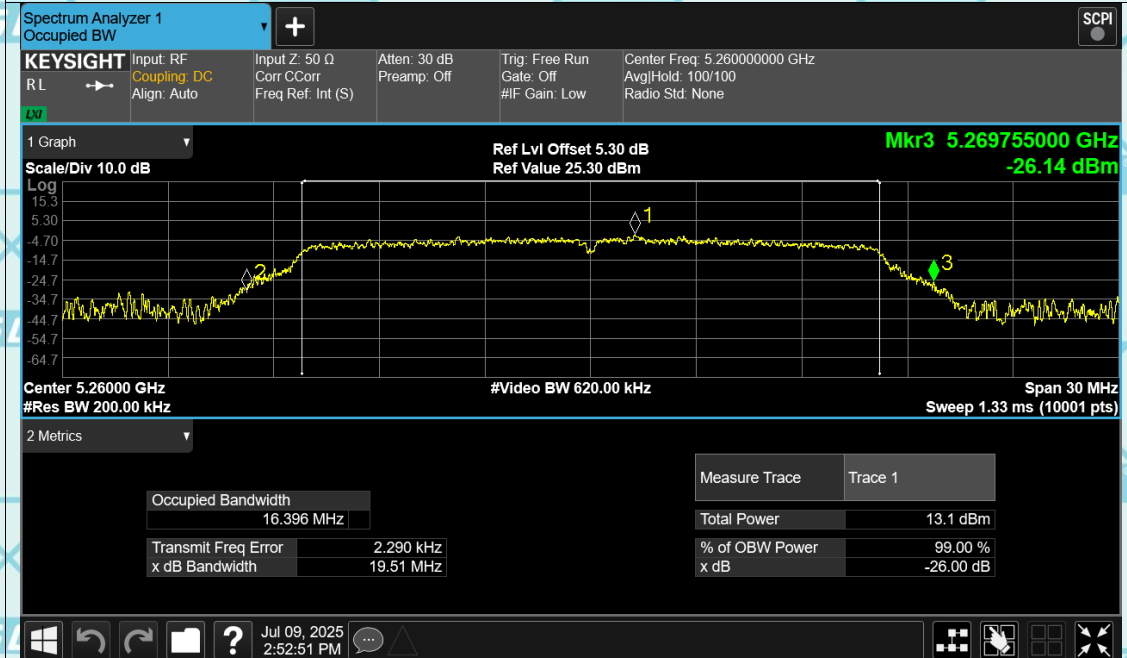 Spectrum Analyzer 1
Occupied BW
SCPI
KEYSIGHT
R L
LXI
Input: RF
Coupling: DC
Align: Auto
Input Z: 50 Ω
Corr CCorr
Freq Ref: Int (S)
Atten: 30 dB
Preamp: Off
Trig: Free Run
Gate: Off
#IF Gain: Low
Center Freq: 5.260000000 GHz
Avg|Hold: 100/100
Radio Std: None
1 Graph
Scale/Div 10.0 dB
Ref Lvl Offset 5.30 dB
Ref Value 25.30 dBm
Mkr3 5.269755000 GHz
-26.14 dBm
Log
15.3
5.30
-4.70
-14.7
-24.7
-34.7
-44.7
-54.7
-64.7
1
2
3
Center 5.26000 GHz
#Video BW 620.00 kHz
Span 30 MHz
#Res BW 200.00 kHz
Sweep 1.33 ms (10001 pts)
2 Metrics
Occupied Bandwidth
16.396 MHz
Transmit Freq Error 2.290 kHz
x dB Bandwidth 19.51 MHz
Measure Trace Trace 1
Total Power 13.1 dBm
% of OBW Power 99.00 %
x dB -26.00 dB
Jul 09, 2025
2:52:51 PM